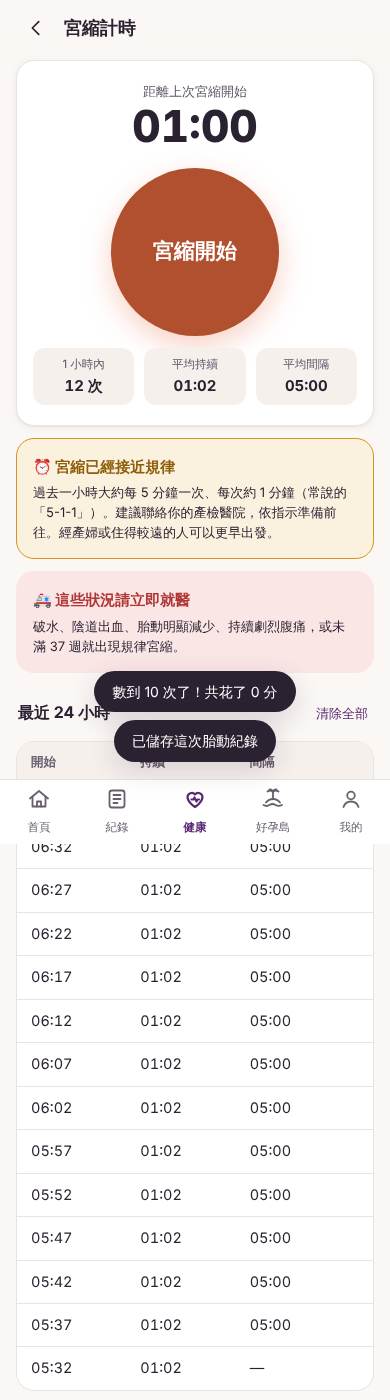 宮縮計時
距離上次宮縮開始
01:00
宮縮開始
1 小時內
12 次
平均持續
01:02
平均間隔
05:00
⏰ 宮縮已經接近規律
過去一小時大約每 5 分鐘一次、每次約 1 分鐘（常說的
「5-1-1」）。建議聯絡你的產檢醫院，依指示準備前
往。經產婦或住得較遠的人可以更早出發。
🚑 這些狀況請立即就醫
破水、陰道出血、胎動明顯減少、持續劇烈腹痛，或未
滿 37 週就出現規律宮縮。
數到 10 次了！共花了 0 分
最近 24 小時
清除全部
已儲存這次胎動紀錄
開始 持續 間隔
首頁 紀錄 健康 好孕島 我的
06:32 01:02 05:00
06:27 01:02 05:00
06:22 01:02 05:00
06:17 01:02 05:00
06:12 01:02 05:00
06:07 01:02 05:00
06:02 01:02 05:00
05:57 01:02 05:00
05:52 01:02 05:00
05:47 01:02 05:00
05:42 01:02 05:00
05:37 01:02 05:00
05:32 01:02 —